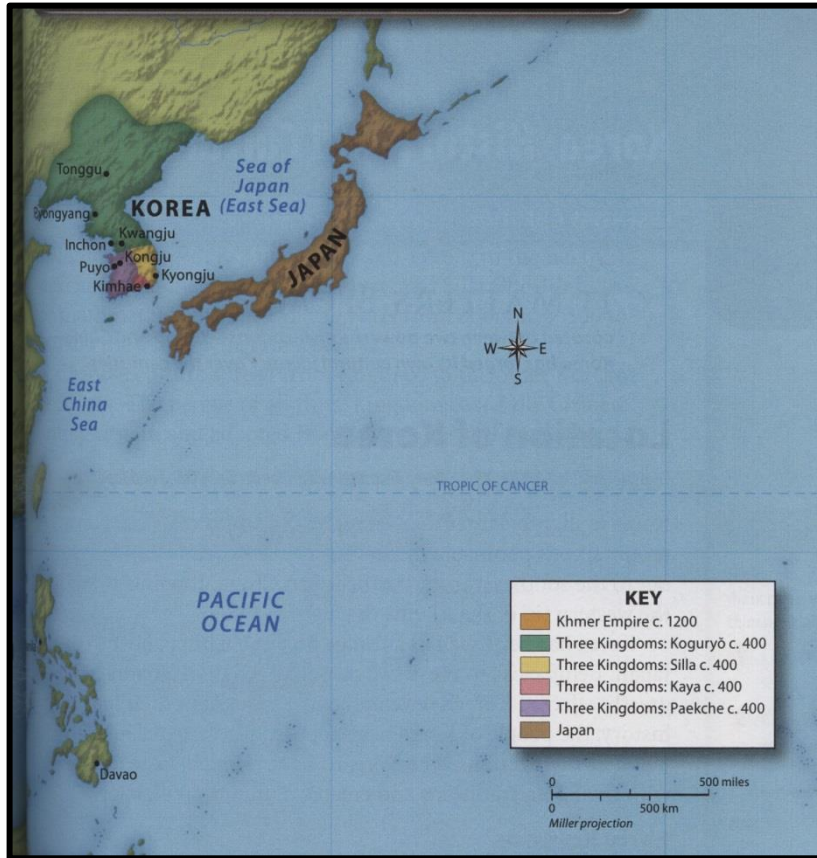 Tonggu
Sea of
Japan
(East Sea)
KOREA
Pyongyang
Inchon
Kwangju
Kongju
Puyo
Kyongju
Kimhae
JAPAN
N
W E
S
East
China
Sea
TROPIC OF CANCER
PACIFIC
OCEAN
Davao
KEY
Khmer Empire c. 1200
Three Kingdoms: Koguryŏ c. 400
Three Kingdoms: Silla c. 400
Three Kingdoms: Kaya c. 400
Three Kingdoms: Paekche c. 400
Japan
0 500 miles
0 500 km
Miller projection